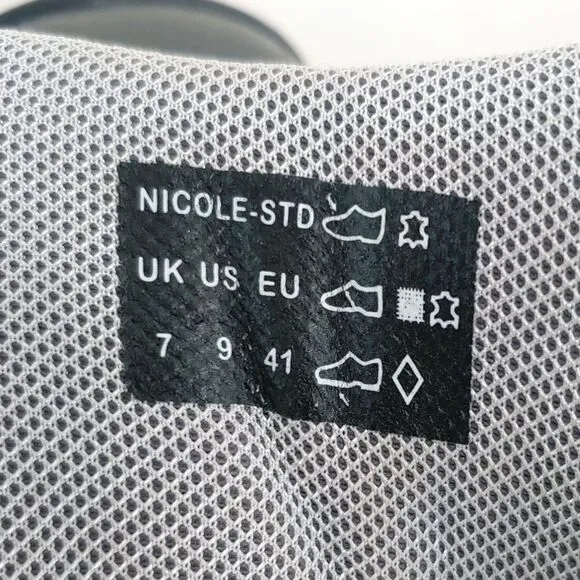 NICOLE-STD
UK US EU
7 9 41